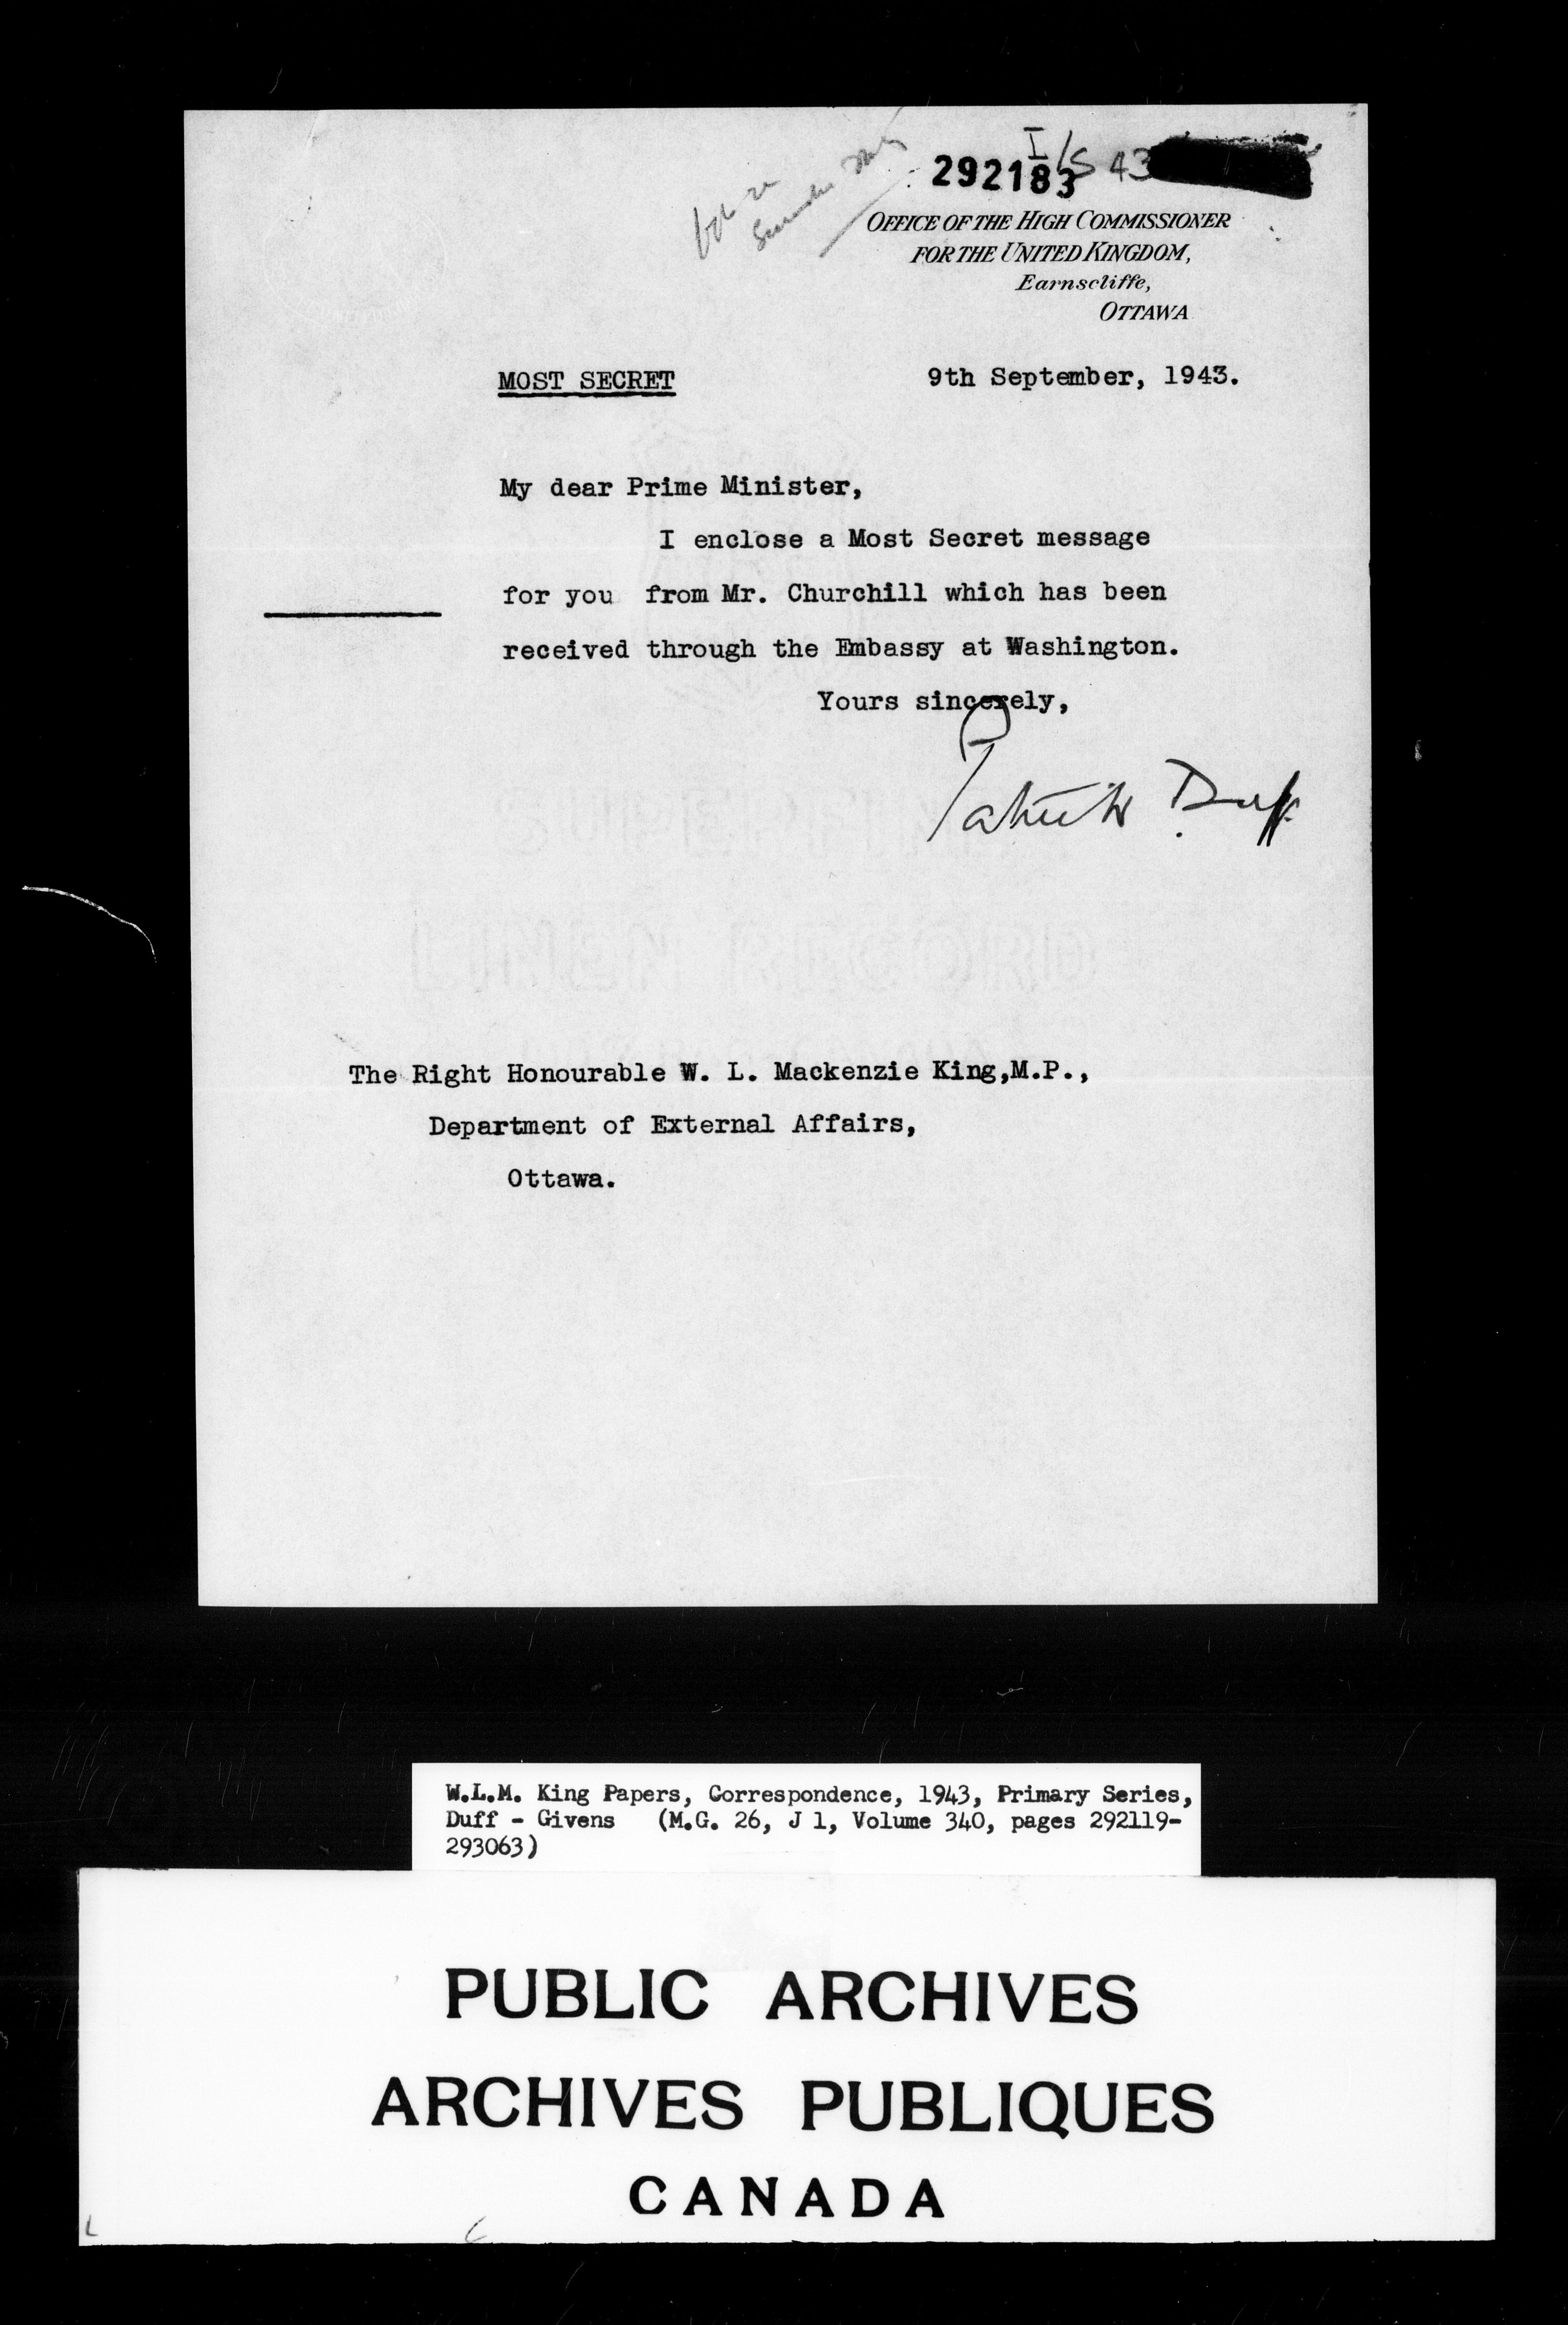 292183
I/S 43
OFFICE OF THE HIGH COMMISSIONER
FOR THE UNITED KINGDOM,
Earnscliffe,
OTTAWA
MOST SECRET
9th September, 1943.
My dear Prime Minister,
I enclose a Most Secret message
for you from Mr. Churchill which has been
received through the Embassy at Washington.
Yours sincerely,
Patrick Duff.
The Right Honourable W. L. Mackenzie King,M.P.,
Department of External Affairs,
Ottawa.
W.L.M. King Papers, Correspondence, 1943, Primary Series,
Duff - Givens (M.G. 26, J 1, Volume 340, pages 292119-
293063)
PUBLIC ARCHIVES
ARCHIVES PUBLIQUES
CANADA